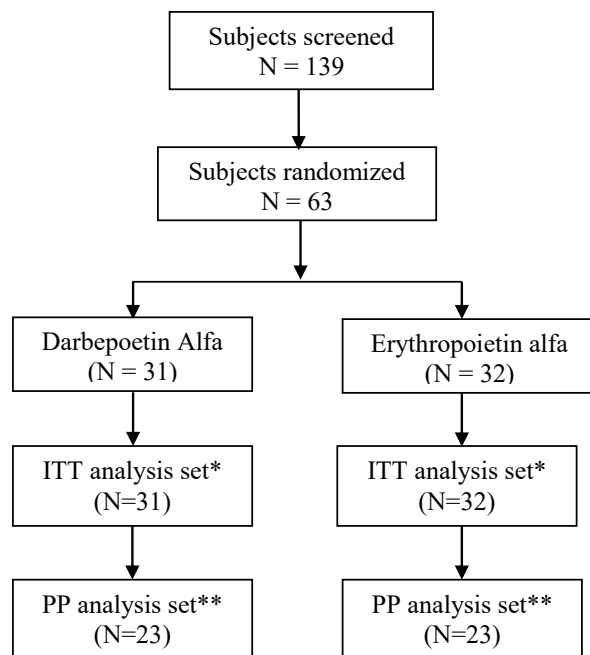 Subjects screened
N = 139
Subjects randomized
N = 63
Darbepoetin Alfa
(N = 31)
Erythropoietin alfa
(N = 32)
ITT analysis set*
(N=31)
ITT analysis set*
(N=32)
PP analysis set**
(N=23)
PP analysis set**
(N=23)